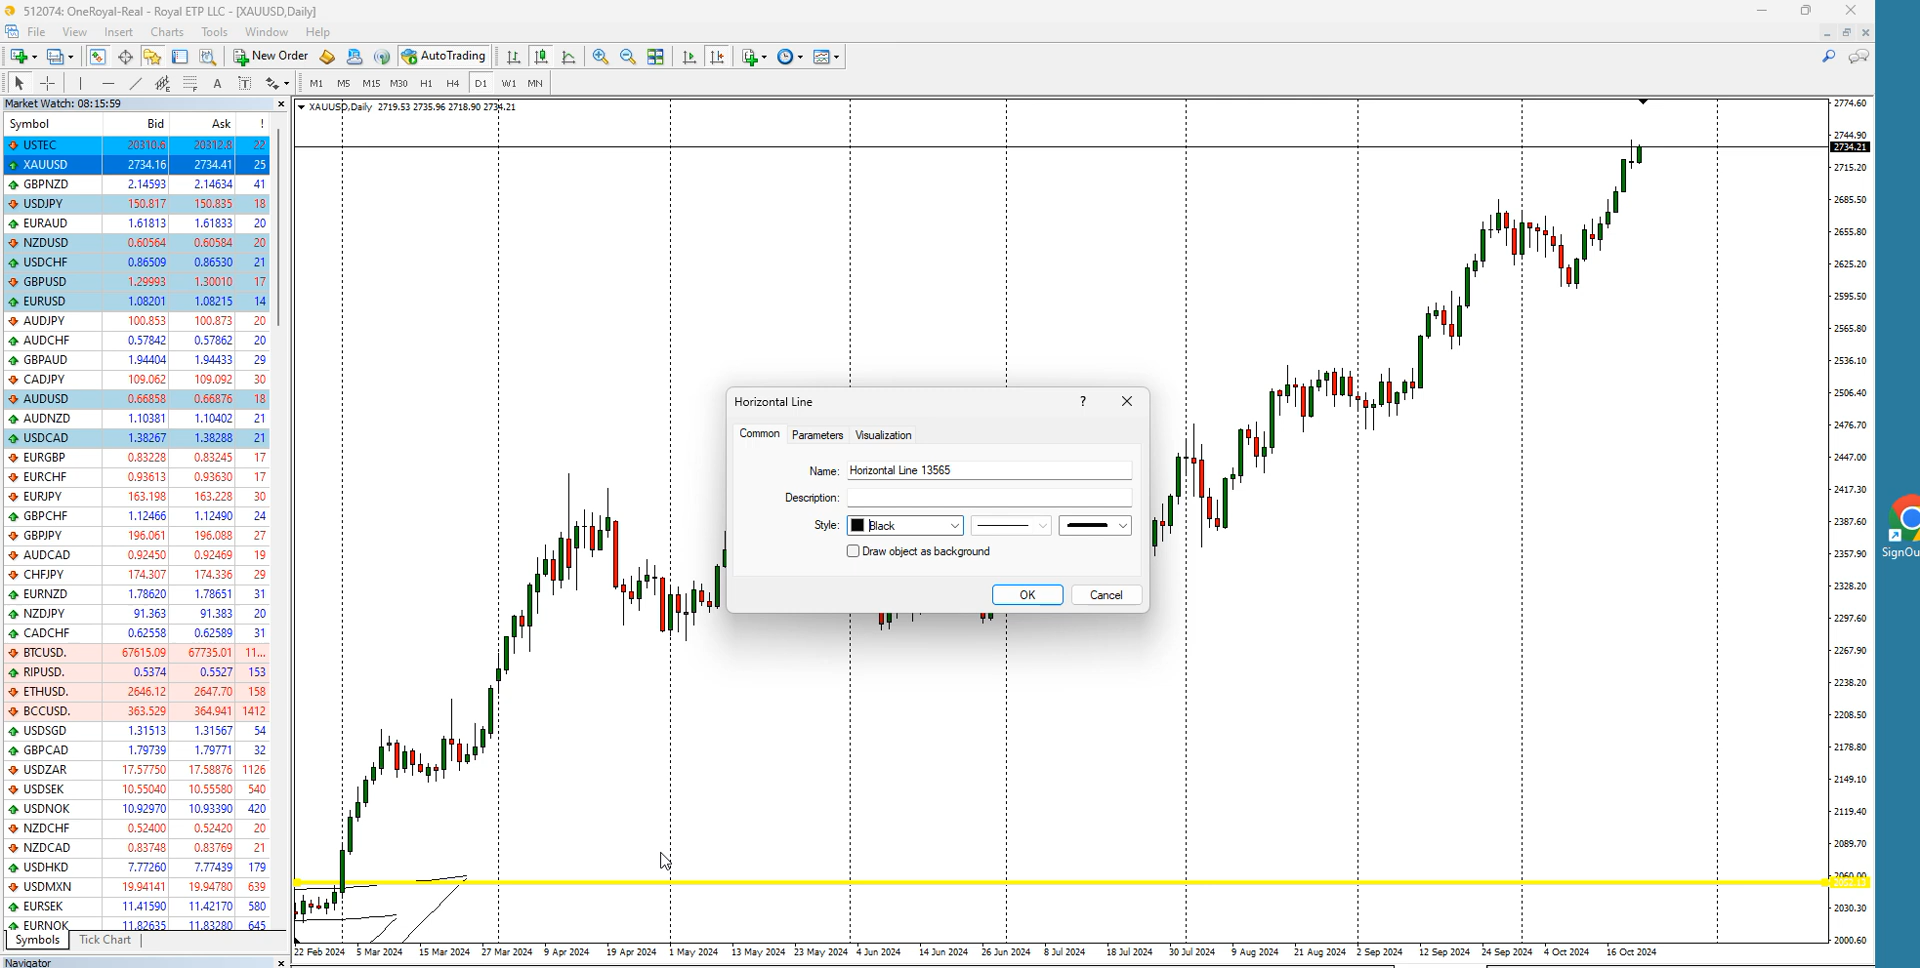 512074: OneRoyal-Real - Royal ETP LLC - [XAUUSD,Daily]
File View Insert Charts Tools Window Help
New Order AutoTrading
A T M1 M5 M15 M30 H1 H4 D1 W1 MN
Market Watch: 08:15:59
Symbol Bid Ask !
USTEC 20310.6 20312.8 22
XAUUSD 2734.16 2734.41 25
GBPNZD 2.14593 2.14634 41
USDJPY 150.817 150.835 18
EURAUD 1.61813 1.61833 20
NZDUSD 0.60564 0.60584 20
USDCHF 0.86509 0.86530 21
GBPUSD 1.29993 1.30010 17
EURUSD 1.08201 1.08215 14
AUDJPY 100.853 100.873 20
AUDCHF 0.57842 0.57862 20
GBPAUD 1.94404 1.94433 29
CADJPY 109.062 109.092 30
AUDUSD 0.66858 0.66876 18
AUDNZD 1.10381 1.10402 21
USDCAD 1.38267 1.38288 21
EURGBP 0.83228 0.83245 17
EURCHF 0.93613 0.93630 17
EURJPY 163.198 163.228 30
GBPCHF 1.12466 1.12490 24
GBPJPY 196.061 196.088 27
AUDCAD 0.92450 0.92469 19
CHFJPY 174.307 174.336 29
EURNZD 1.78620 1.78651 31
NZDJPY 91.363 91.383 20
CADCHF 0.62558 0.62589 31
BTCUSD. 67615.09 67735.01 11...
RIPUSD. 0.5374 0.5527 153
ETHUSD. 2646.12 2647.70 158
BCCUSD. 363.529 364.941 1412
USDSGD 1.31513 1.31567 54
GBPCAD 1.79739 1.79771 32
USDZAR 17.57750 17.58876 1126
USDSEK 10.55040 10.55580 540
USDNOK 10.92970 10.93390 420
NZDCHF 0.52400 0.52420 20
NZDCAD 0.83748 0.83769 21
USDHKD 7.77260 7.77439 179
USDMXN 19.94141 19.94780 639
EURSEK 11.41590 11.42170 580
EURNOK 11.82635 11.83280 645
Symbols Tick Chart
Navigator
XAUUSD,Daily 2719.53 2735.96 2718.90 2734.21
Horizontal Line ?
Common Parameters Visualization
Name: Horizontal Line 13565
Description:
Style: Black
Draw object as background
OK Cancel
2774.60
2744.90
2734.21
2715.20
2685.50
2655.80
2625.20
2595.50
2565.80
2536.10
2506.40
2476.70
2447.00
2417.30
2387.60
2357.90
2328.20
2297.60
2267.90
2238.20
2208.50
2178.80
2149.10
2119.40
2089.70
2030.30
2000.60
22 Feb 2024 5 Mar 2024 15 Mar 2024 27 Mar 2024 9 Apr 2024 19 Apr 2024 1 May 2024 13 May 2024 23 May 2024 4 Jun 2024 14 Jun 2024 26 Jun 2024 8 Jul 2024 18 Jul 2024 30 Jul 2024 9 Aug 2024 21 Aug 2024 2 Sep 2024 12 Sep 2024 24 Sep 2024 4 Oct 2024 16 Oct 2024
SignOu